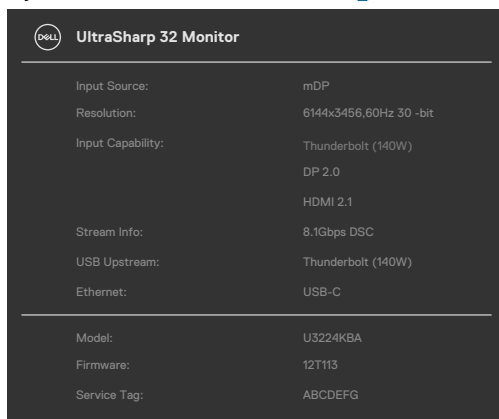 DELL UltraSharp 32 Monitor
Input Source: mDP
Resolution: 6144x3456,60Hz 30 -bit
Input Capability: Thunderbolt (140W)
DP 2.0
HDMI 2.1
Stream Info: 8.1Gbps DSC
USB Upstream: Thunderbolt (140W)
Ethernet: USB-C
Model: U3224KBA
Firmware: 12T113
Service Tag: ABCDEFG